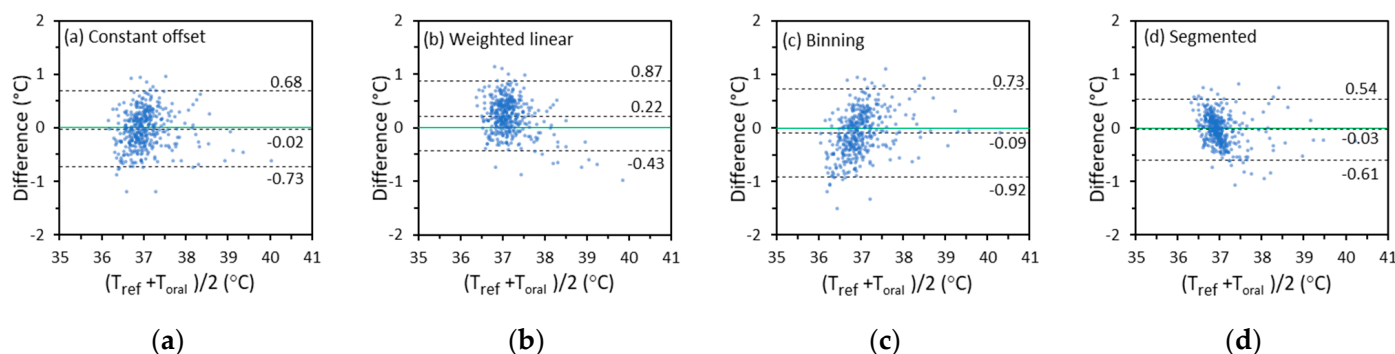 (a) Constant offset
Difference (°C)
2
1
0
-1
-2
0.68
-0.02
-0.73
35 36 37 38 39 40 41
(Tref +Toral )/2 (°C)
(a)
(b) Weighted linear
Difference (°C)
2
1
0
-1
-2
0.87
0.22
-0.43
35 36 37 38 39 40 41
(Tref +Toral )/2 (°C)
(b)
(c) Binning
Difference (°C)
2
1
0
-1
-2
0.73
-0.09
-0.92
35 36 37 38 39 40 41
(Tref +Toral )/2 (°C)
(c)
(d) Segmented
Difference (°C)
2
1
0
-1
-2
0.54
-0.03
-0.61
35 36 37 38 39 40 41
(Tref +Toral )/2 (°C)
(d)